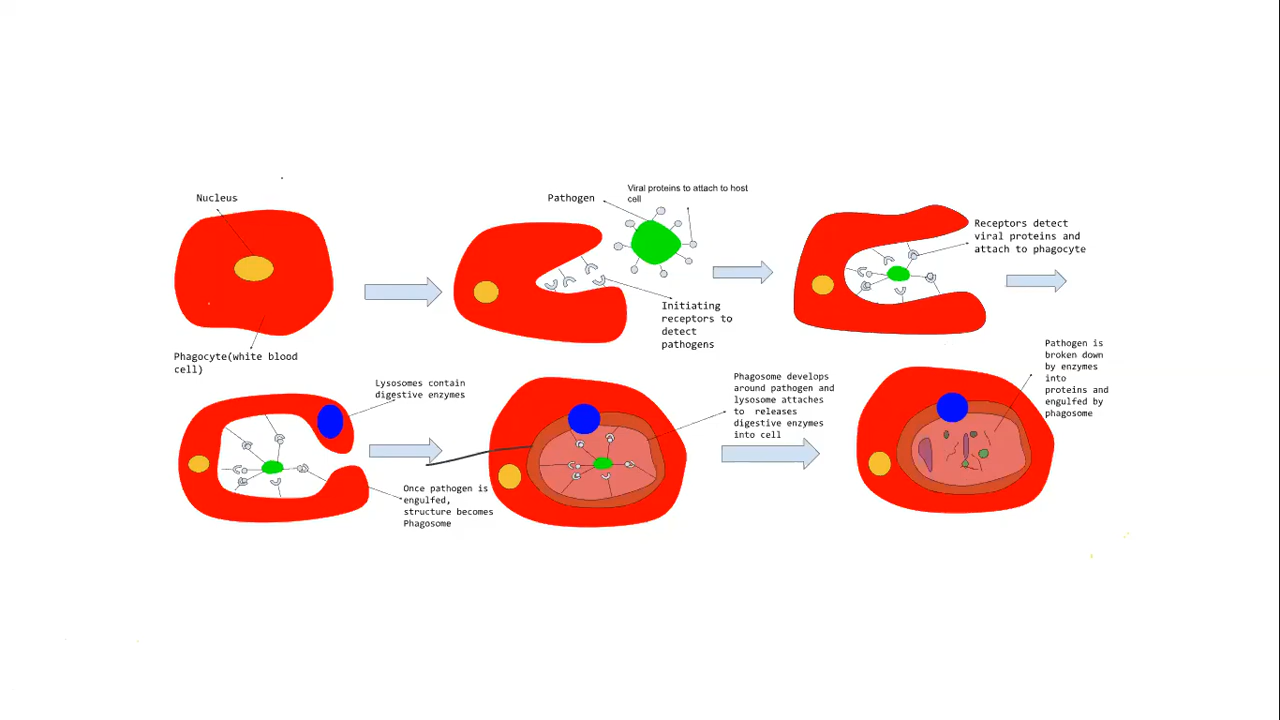 Nucleus
Phagocyte(white blood
cell)
Pathogen
Viral proteins to attach to host
cell
Initiating
receptors to
detect
pathogens
Receptors detect
viral proteins and
attach to phagocyte
Lysosomes contain
digestive enzymes
Once pathogen is
engulfed,
structure becomes
Phagosome
Phagosome develops
around pathogen and
lysosome attaches
to releases
digestive enzymes
into cell
Pathogen is
broken down
by enzymes
into
proteins and
engulfed by
phagosome